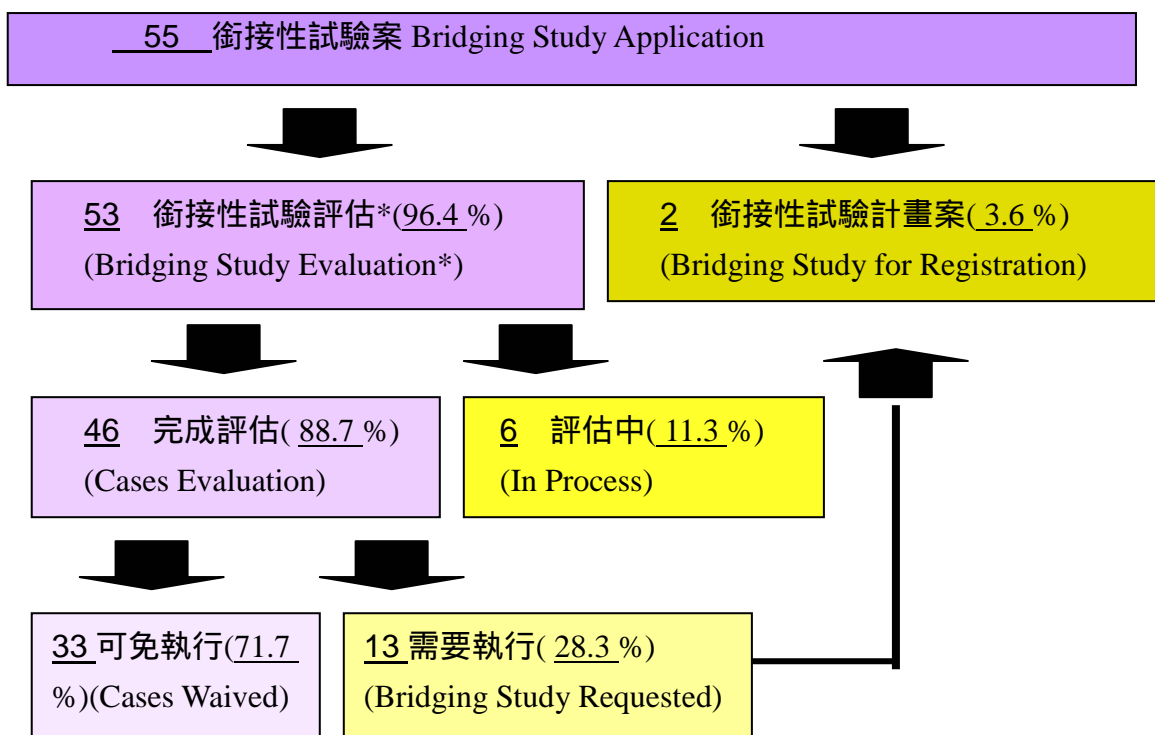 55 銜接性試驗案 Bridging Study Application
53 銜接性試驗評估*(96.4 %)
(Bridging Study Evaluation*)
2 銜接性試驗計畫案( 3.6 %)
(Bridging Study for Registration)
46 完成評估( 88.7 %)
(Cases Evaluation)
6 評估中( 11.3 %)
(In Process)
33 可免執行(71.7
%)(Cases Waived)
13 需要執行( 28.3 %)
(Bridging Study Requested)